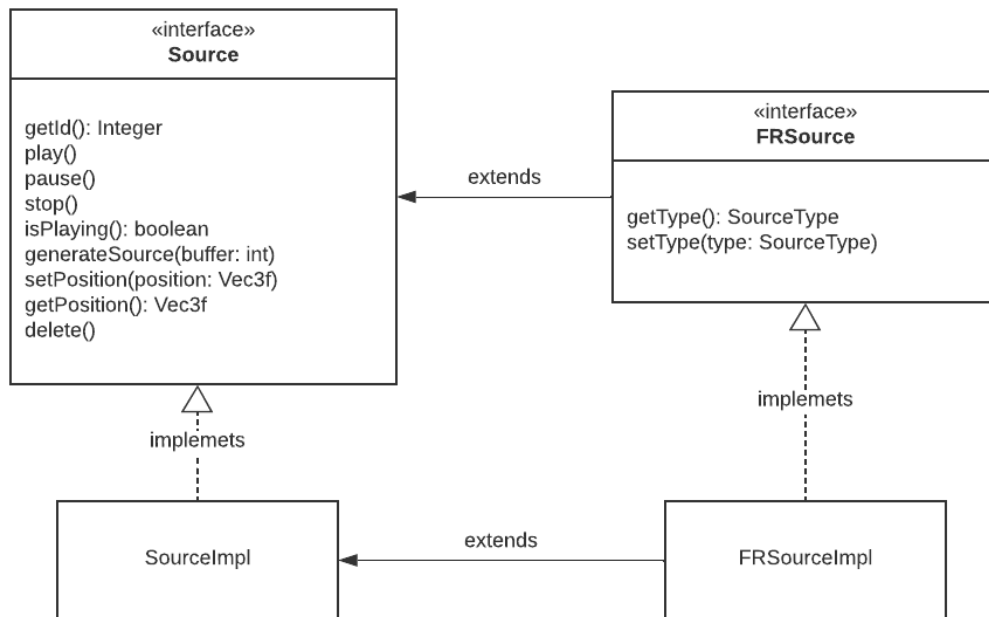 «interface»
Source
getId(): Integer
play()
pause()
stop()
isPlaying(): boolean
generateSource(buffer: int)
setPosition(position: Vec3f)
getPosition(): Vec3f
delete()
extends
«interface»
FRSource
getType(): SourceType
setType(type: SourceType)
implemets
implemets
SourceImpl
extends
FRSourceImpl